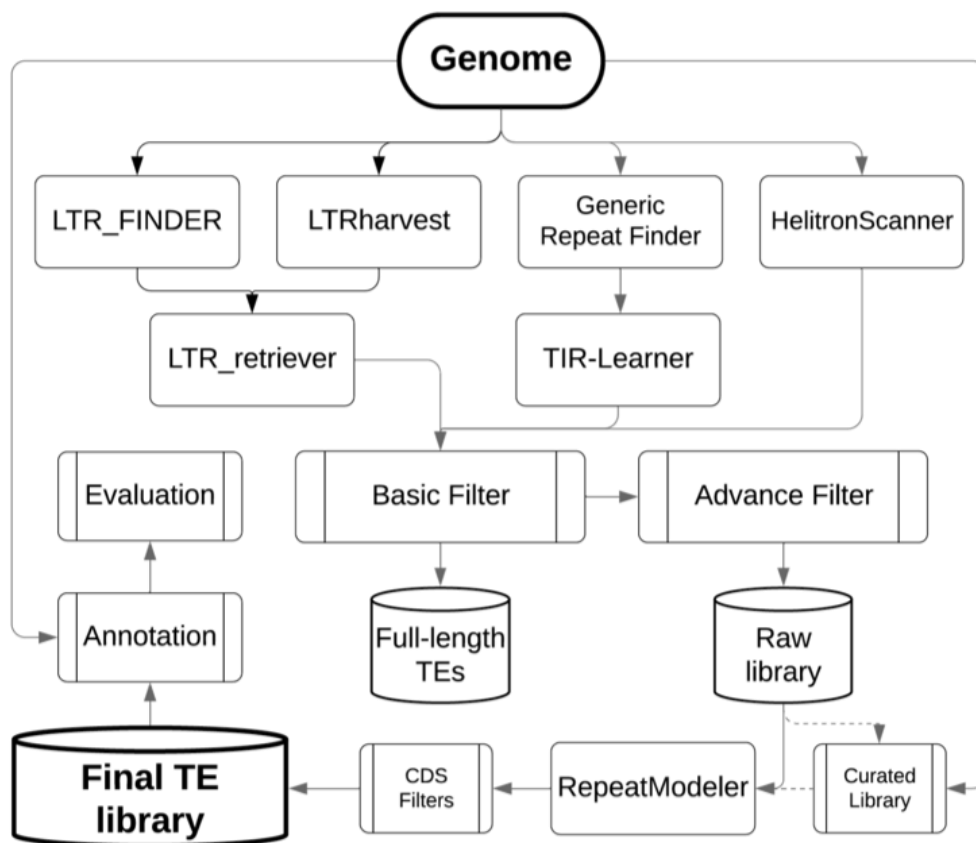 Genome
LTR_FINDER
LTRharvest
Generic
Repeat Finder
HelitronScanner
LTR_retriever
TIR-Learner
Evaluation
Basic Filter
Advance Filter
Annotation
Full-length
TEs
Raw
library
Final TE
library
CDS
Filters
RepeatModeler
Curated
Library